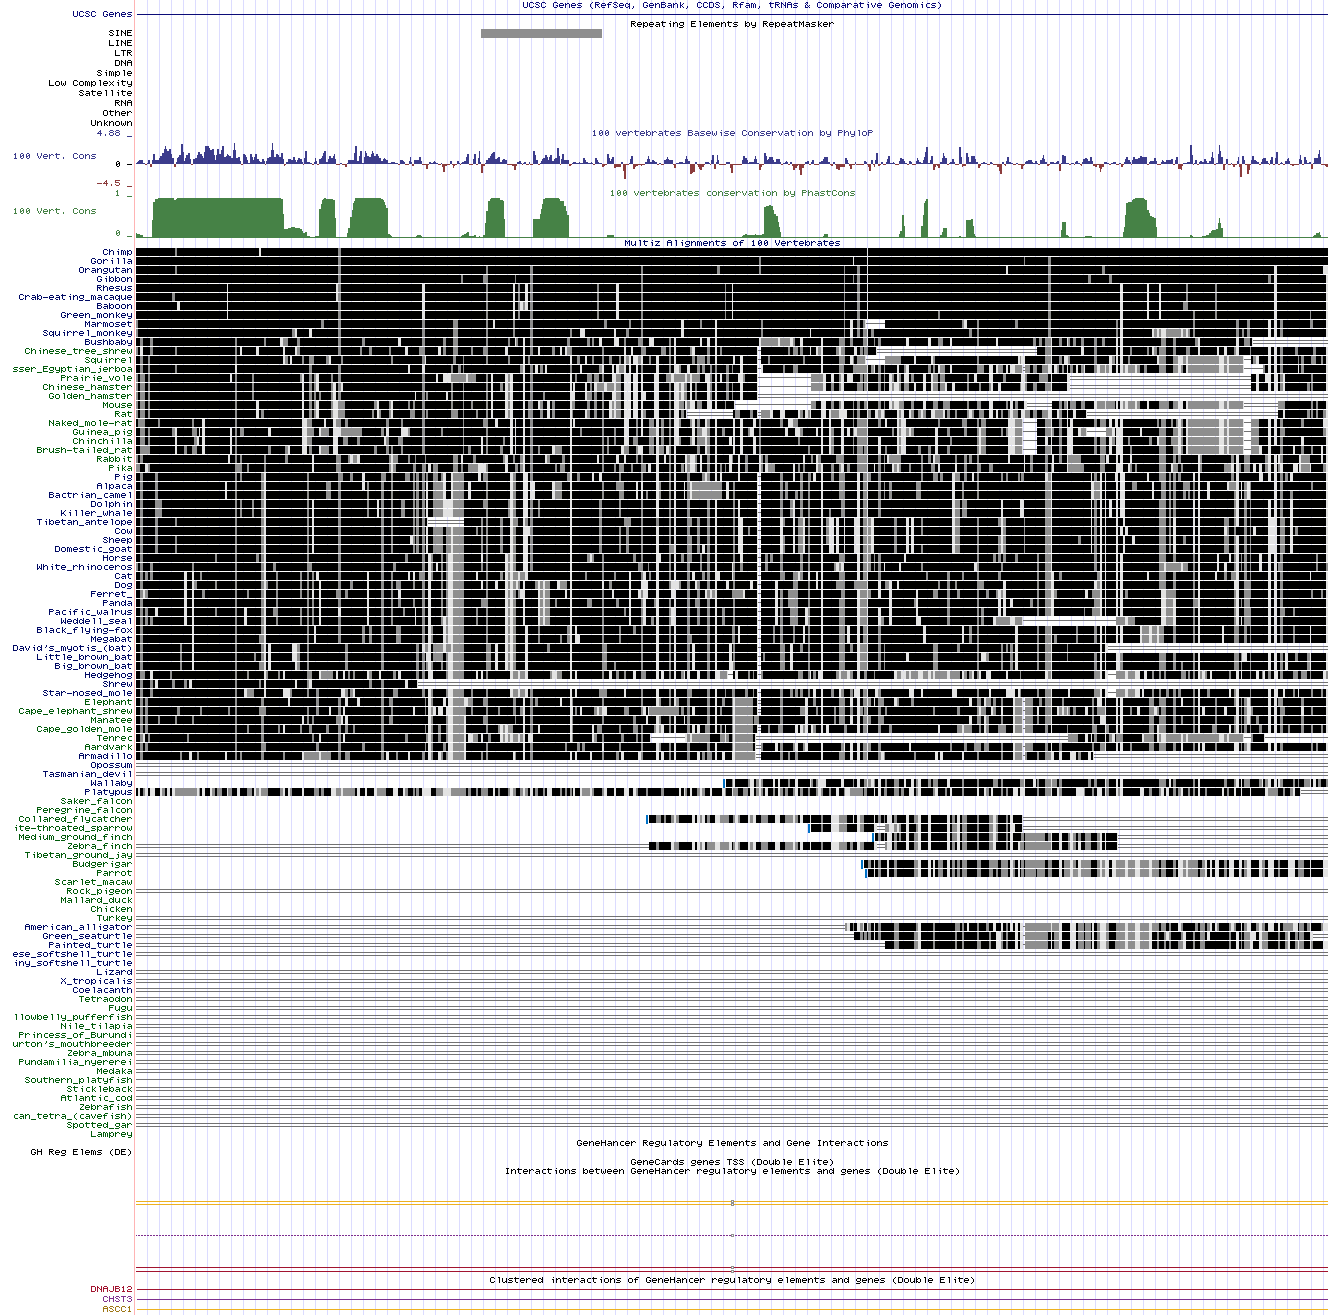 UCSC Genes (RefSeq, GenBank, CCDS, Rfam, tRNAs & Comparative Genomics)
UCSC Genes
Repeating Elements by RepeatMasker
SINE
LINE
LTR
DNA
Simple
Low Complexity
Satellite
RNA
Other
Unknown
4.88 _
100 vertebrates Basewise Conservation by PhyloP
100 Vert. Cons
0 _
-4.5 _
100 vertebrates conservation by PhastCons
1 _
100 Vert. Cons
0 _
Multiz Alignments of 100 Vertebrates
Chimp
Gorilla
Orangutan
Gibbon
Rhesus
Crab-eating_macaque
Baboon
Green_monkey
Marmoset
Squirrel_monkey
Bushbaby
Chinese_tree_shrew
Squirrel
sser_Egyptian_jerboa
Prairie_vole
Chinese_hamster
Golden_hamster
Mouse
Rat
Naked_mole-rat
Guinea_pig
Chinchilla
Brush-tailed_rat
Rabbit
Pika
Pig
Alpaca
Bactrian_camel
Dolphin
Killer_whale
Tibetan_antelope
Cow
Sheep
Domestic_goat
Horse
White_rhinoceros
Cat
Dog
Ferret_
Panda
Pacific_walrus
Weddell_seal
Black_flying-fox
Megabat
David's_myotis_(bat)
Little_brown_bat
Big_brown_bat
Hedgehog
Shrew
Star-nosed_mole
Elephant
Cape_elephant_shrew
Manatee
Cape_golden_mole
Tenrec
Aardvark
Armadillo
Opossum
Tasmanian_devil
Wallaby
Platypus
Saker_falcon
Peregrine_falcon
Collared_flycatcher
ite-throated_sparrow
Medium_ground_finch
Zebra_finch
Tibetan_ground_jay
Budgerigar
Parrot
Scarlet_macaw
Rock_pigeon
Mallard_duck
Chicken
Turkey
American_alligator
Green_seaturtle
Painted_turtle
ese_softshell_turtle
iny_softshell_turtle
Lizard
X_tropicalis
Coelacanth
Tetraodon
Fugu
llowbelly_pufferfish
Nile_tilapia
Princess_of_Burundi
urton's_mouthbreeder
Zebra_mbuna
Pundamilia_nyererei
Medaka
Southern_platyfish
Stickleback
Atlantic_cod
Zebrafish
can_tetra_(cavefish)
Spotted_gar
Lamprey
GeneHancer Regulatory Elements and Gene Interactions
GH Reg Elems (DE)
GeneCards genes TSS (Double Elite)
Interactions between GeneHancer regulatory elements and genes (Double Elite)
Clustered interactions of GeneHancer regulatory elements and genes (Double Elite)
DNAJB12
CHST3
ASCC1